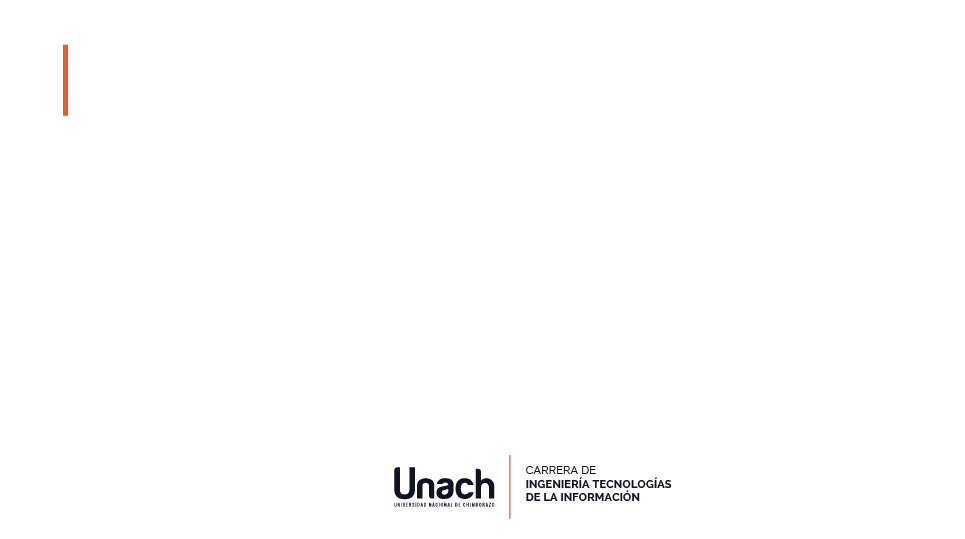 Unach
UNIVERSIDAD NACIONAL DE CHIMBORAZO
CARRERA DE
INGENIERÍA TECNOLOGÍAS
DE LA INFORMACIÓN